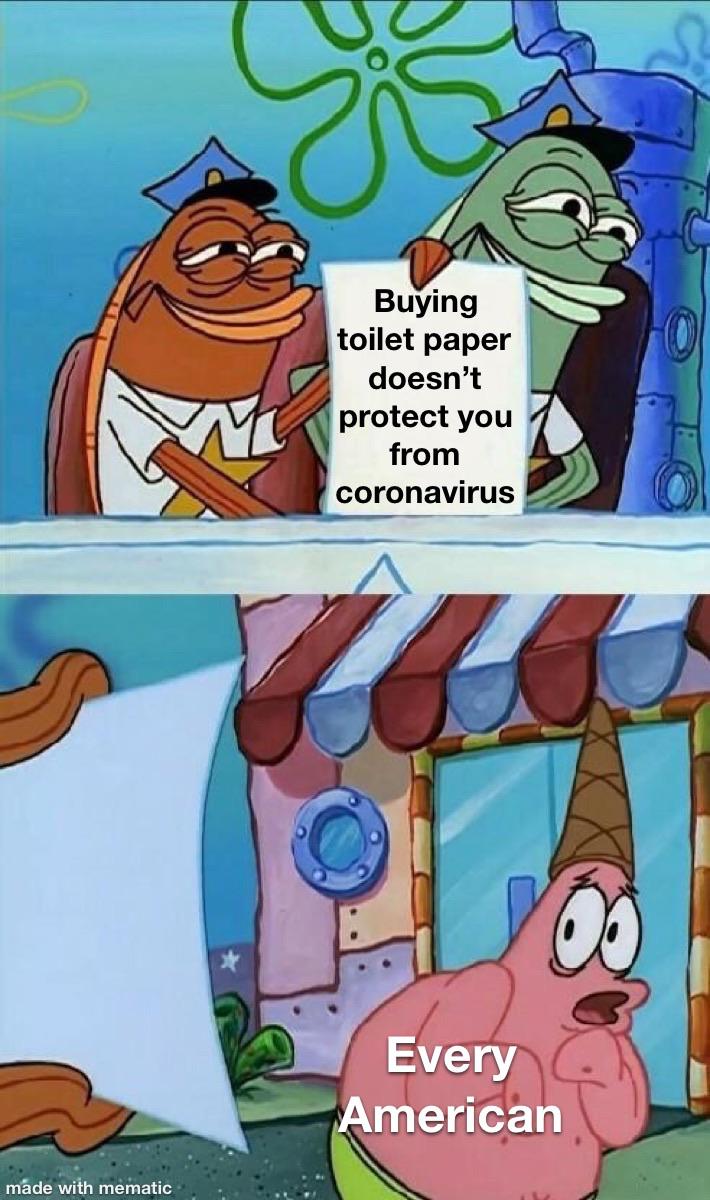 Buying
toilet paper
doesn’t
protect you
from
coronavirus
Every
American
made with mematic